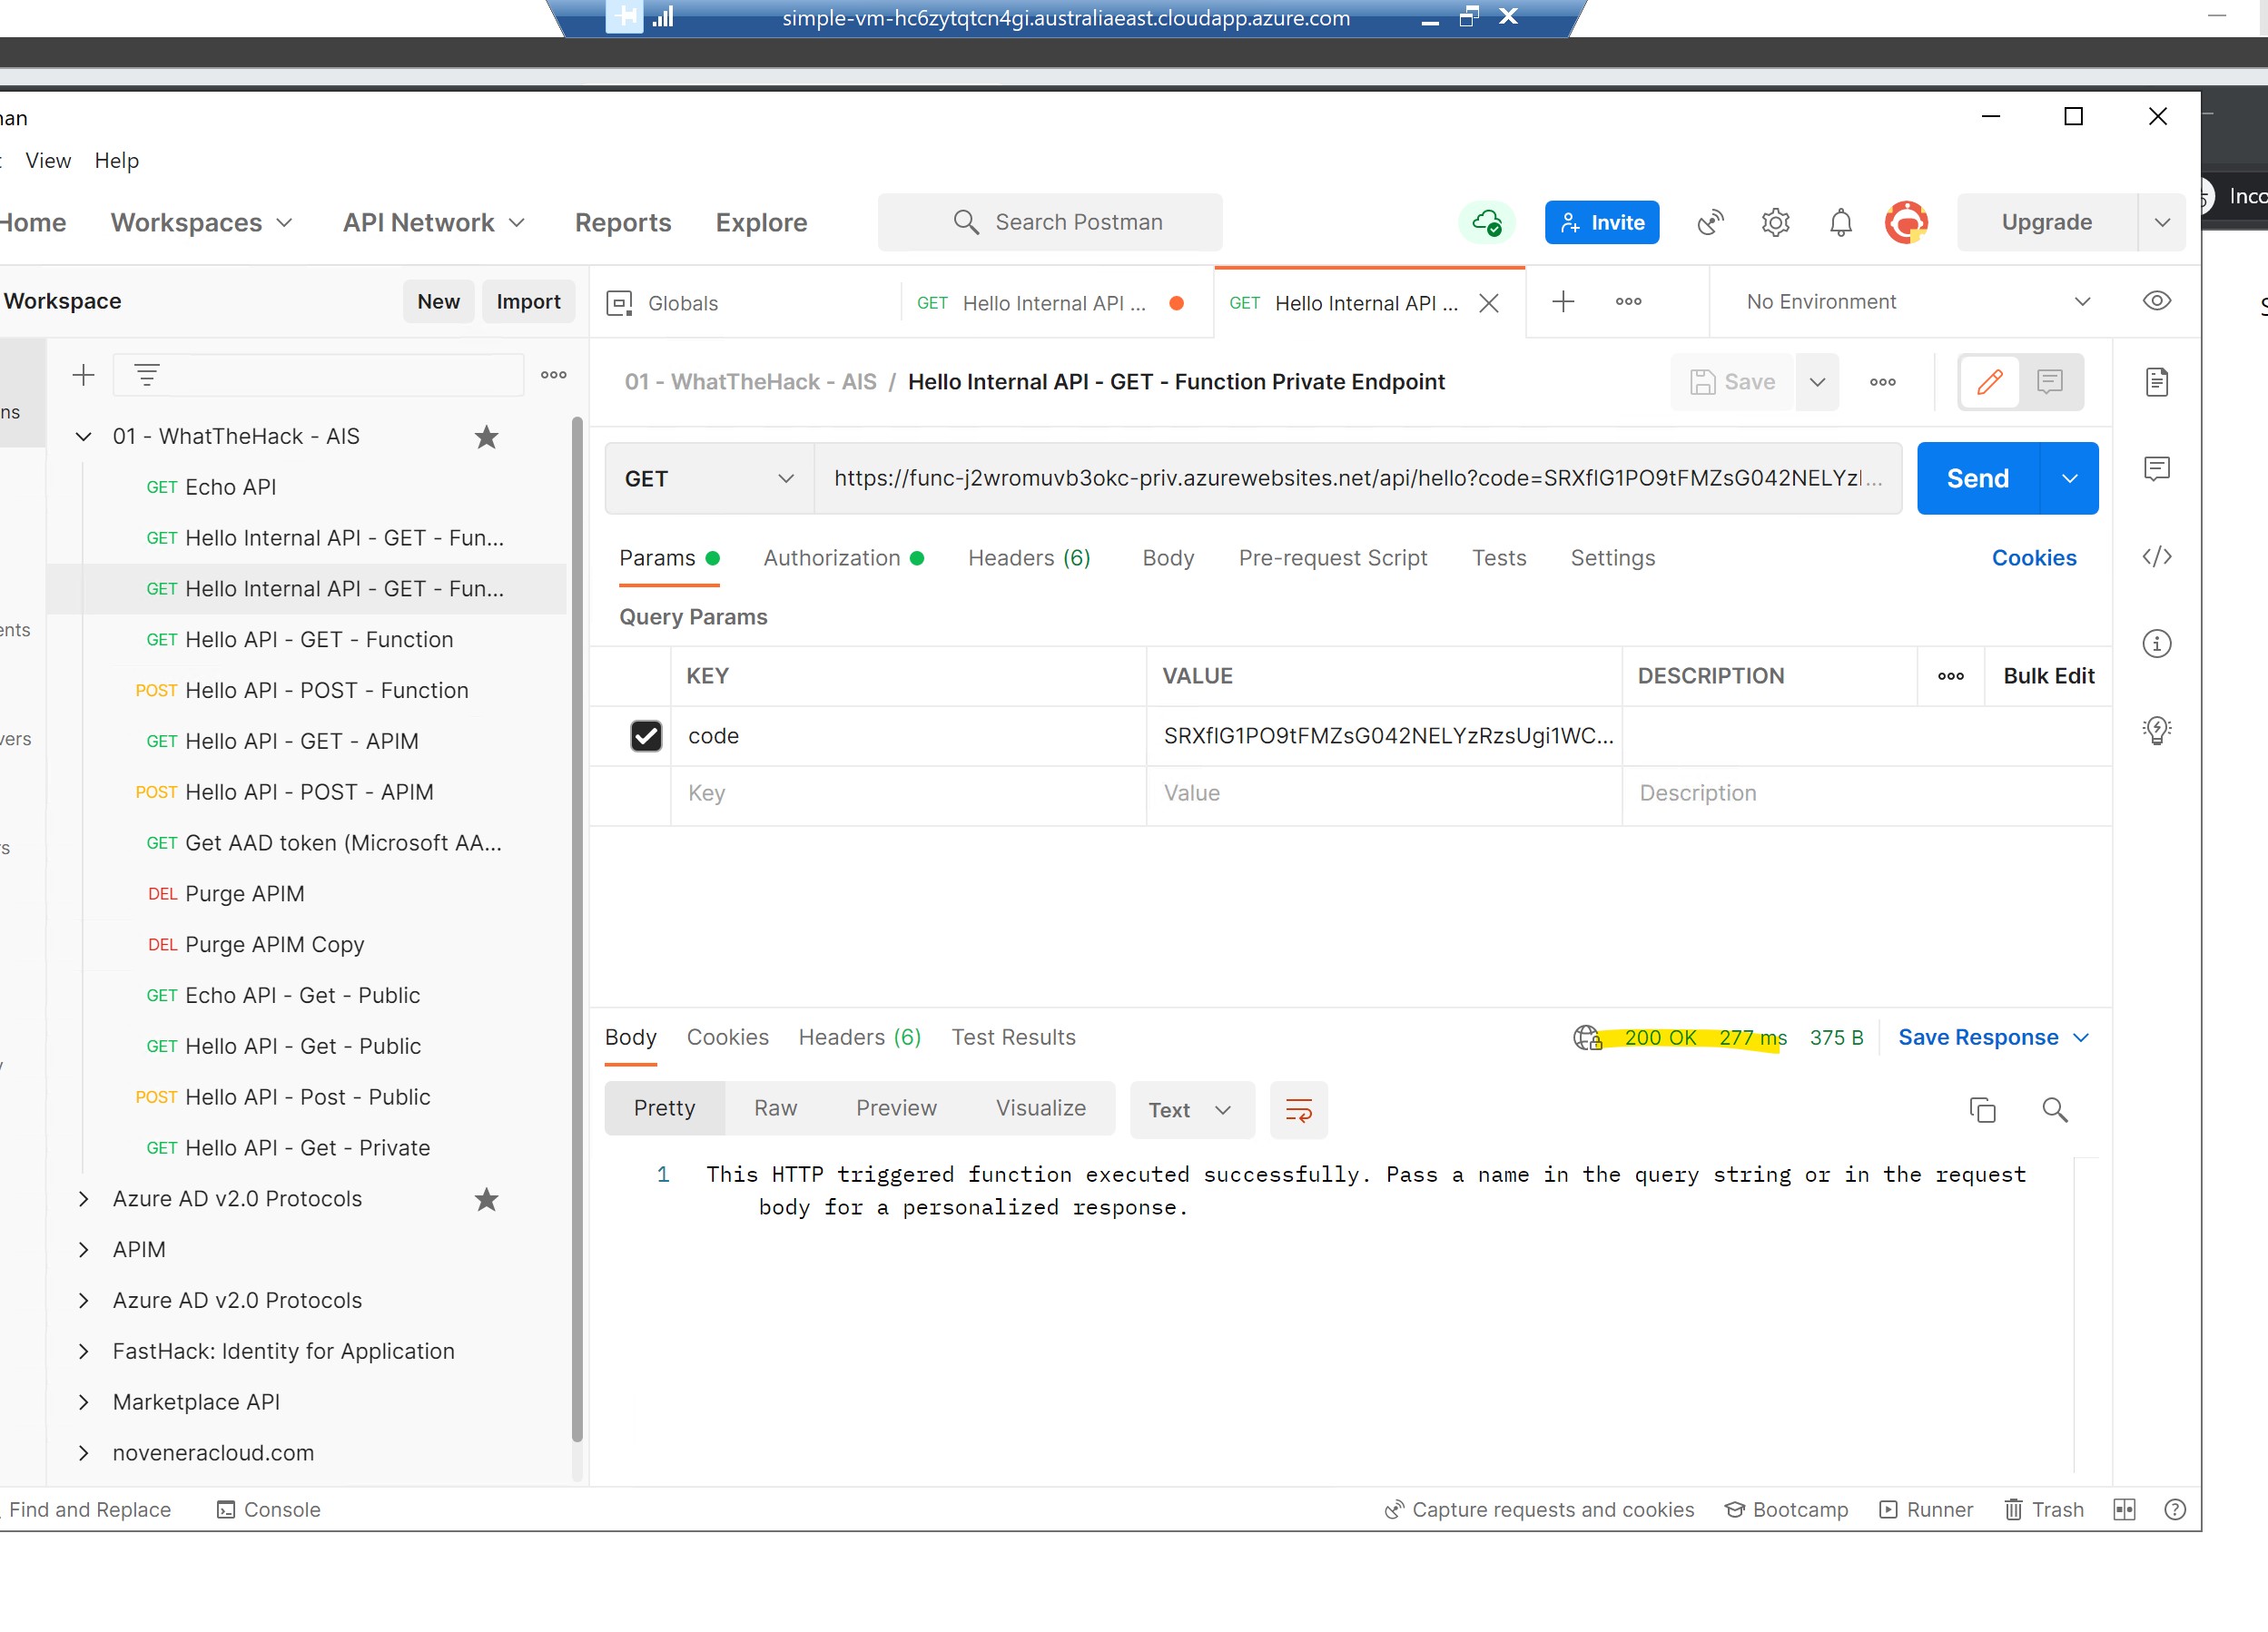 simple-vm-hc6zytqtcn4gi.australiaeast.cloudapp.azure.com
View Help
Home Workspaces API Network Reports Explore Search Postman Invite Upgrade
Workspace New Import
Globals GET Hello Internal API ... GET Hello Internal API ... No Environment
01 - WhatTheHack - AIS / Hello Internal API - GET - Function Private Endpoint Save
01 - WhatTheHack - AIS
GET Echo API
GET Hello Internal API - GET - Fun...
GET Hello Internal API - GET - Fun...
GET Hello API - GET - Function
POST Hello API - POST - Function
GET Hello API - GET - APIM
POST Hello API - POST - APIM
GET Get AAD token (Microsoft AA...
DEL Purge APIM
DEL Purge APIM Copy
GET Echo API - Get - Public
GET Hello API - Get - Public
POST Hello API - Post - Public
GET Hello API - Get - Private
Azure AD v2.0 Protocols
APIM
Azure AD v2.0 Protocols
FastHack: Identity for Application
Marketplace API
noveneracloud.com
GET https://func-j2wromuvb3okc-priv.azurewebsites.net/api/hello?code=SRXfIG1PO9tFMZsG042NELYz... Send
Params Authorization Headers (6) Body Pre-request Script Tests Settings Cookies
Query Params
KEY VALUE DESCRIPTION Bulk Edit
code SRXfIG1PO9tFMZsG042NELYzRzsUgi1WC...
Key Value Description
Body Cookies Headers (6) Test Results 200 OK 277 ms 375 B Save Response
Pretty Raw Preview Visualize Text
1 This HTTP triggered function executed successfully. Pass a name in the query string or in the request
body for a personalized response.
Find and Replace Console Capture requests and cookies Bootcamp Runner Trash